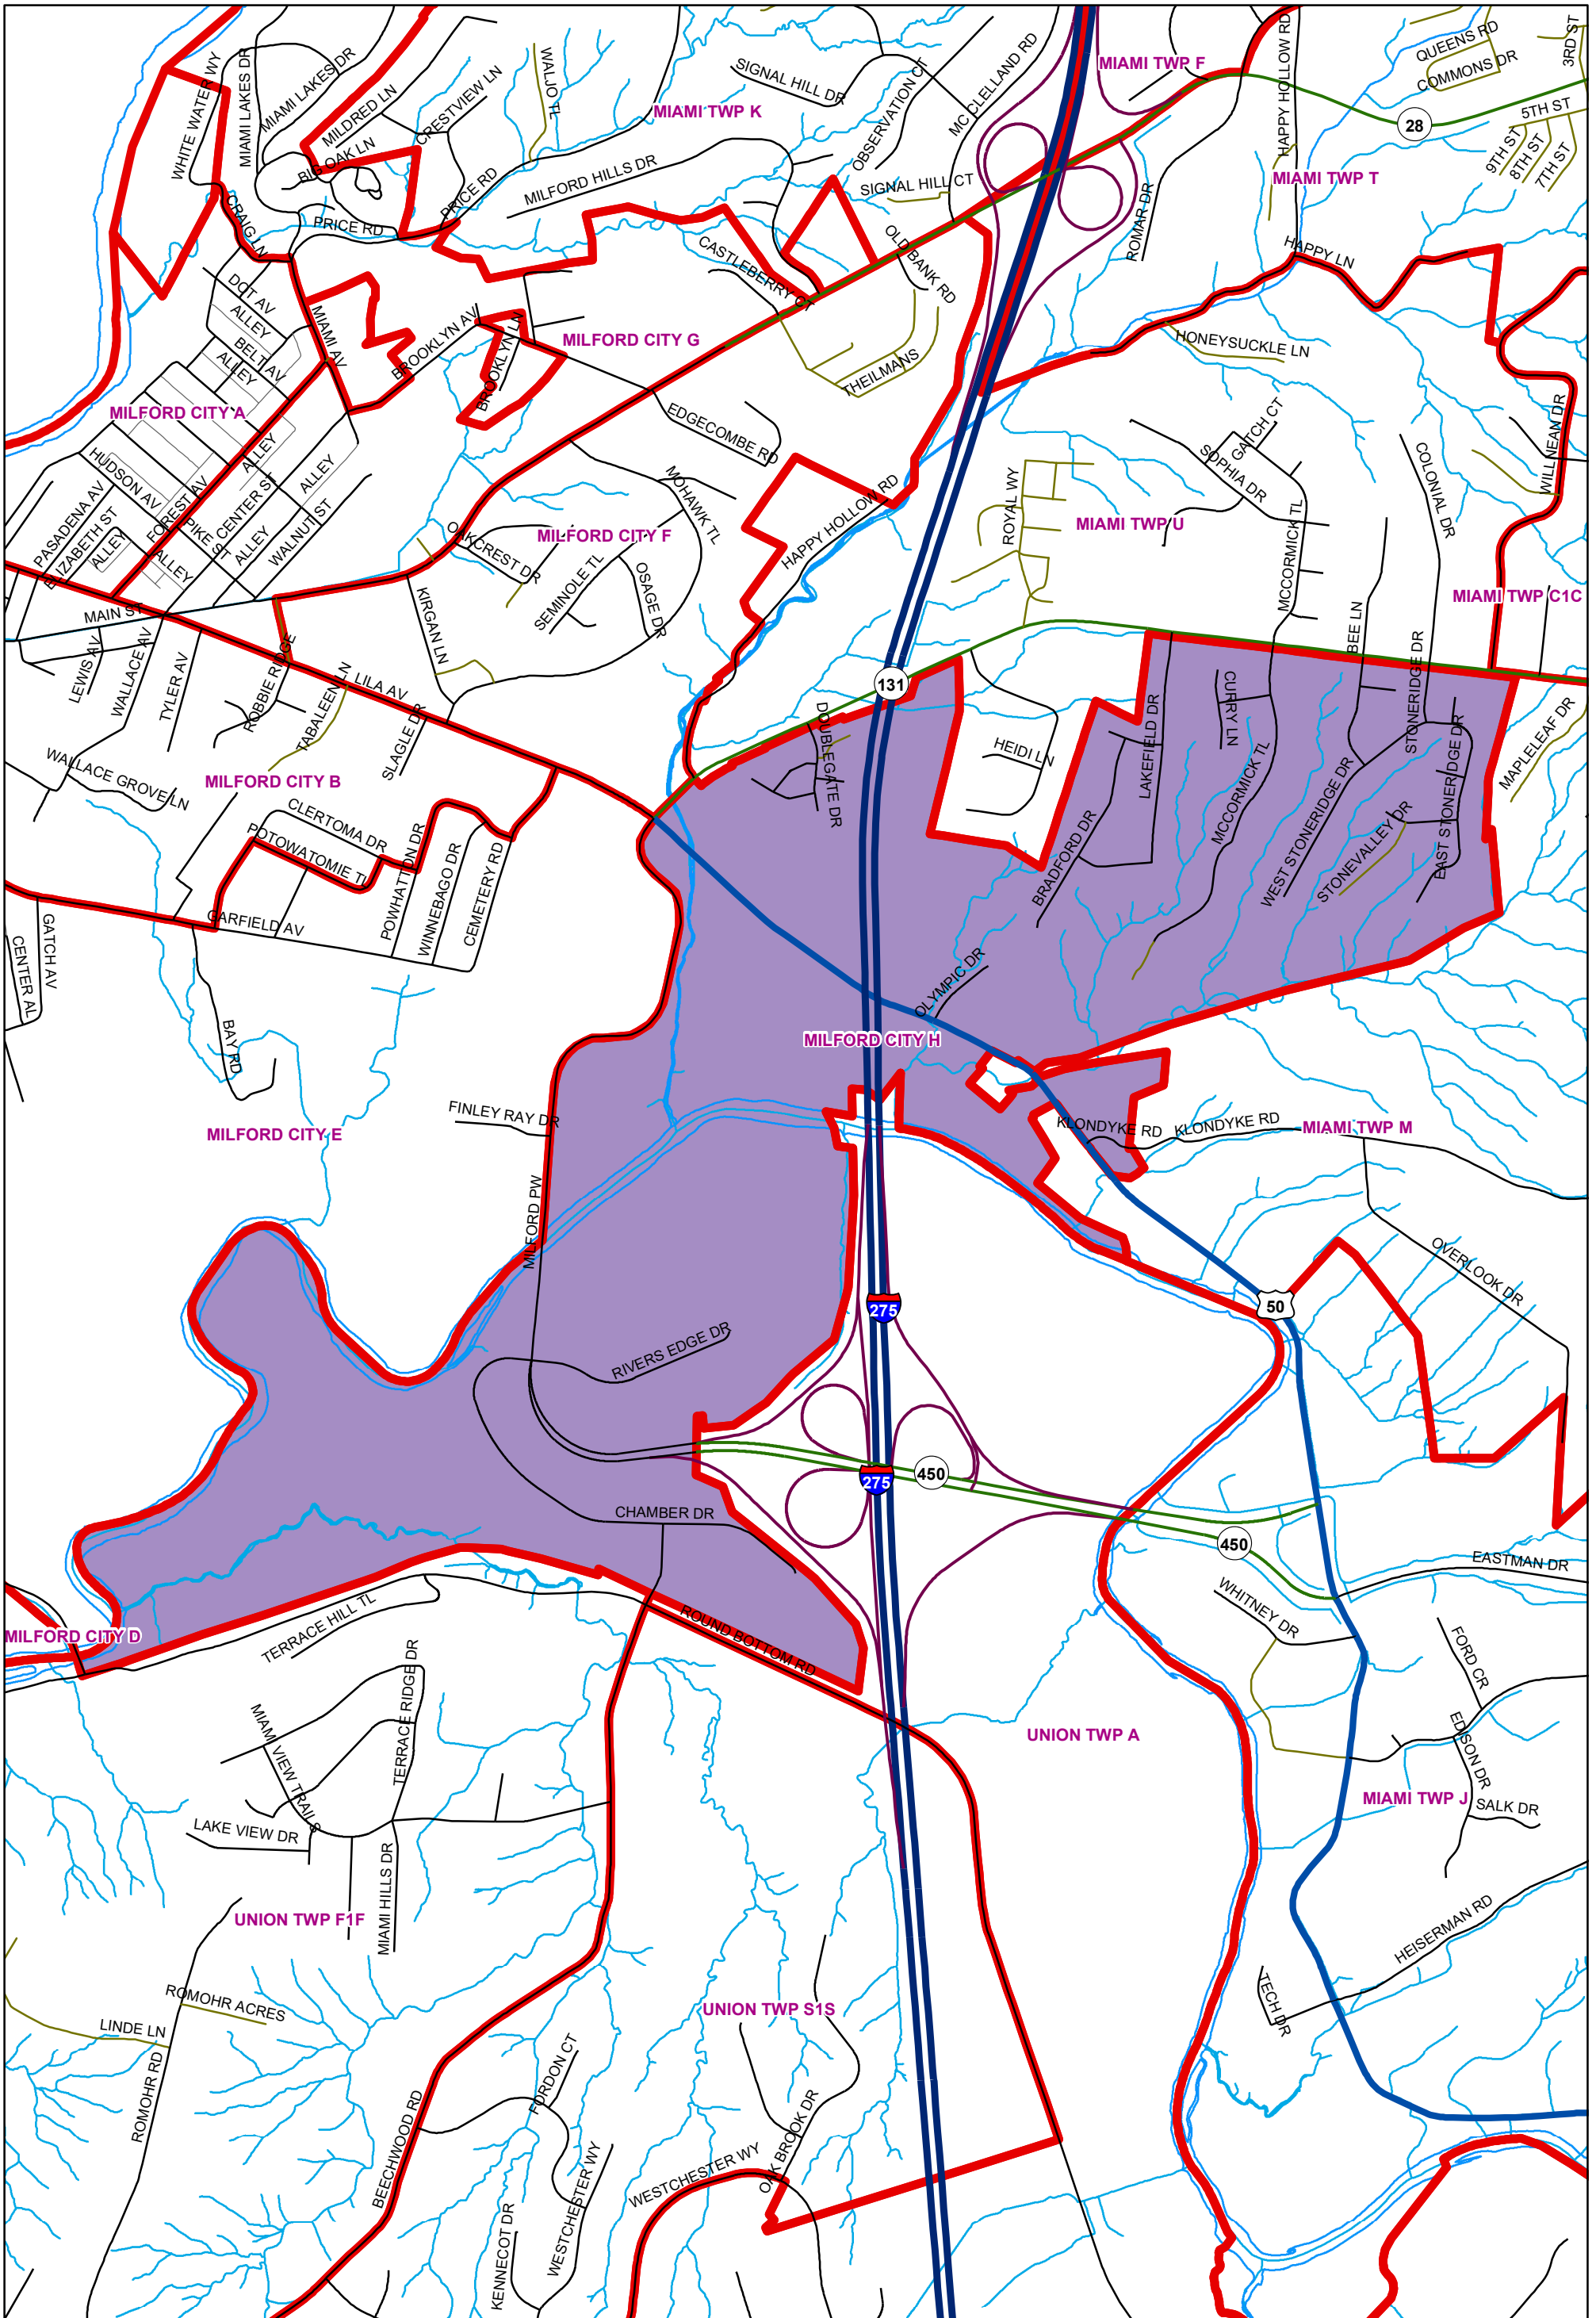 WHITE WATER WY
MIAMI LAKES DR
MIAMI LAKES DR
MILDRED LN
BIG OAK LN
CRESTVIEW LN
WALLIO TL
PRICE RD
PRICE RD
MILFORD HILLS DR
SIGNAL HILL DR
MIAMI TWP K
OBSERVATION CT
MC CLELLAND RD
SIGNAL HILL CT
MIAMI TWP F
HAPPY HOLLOW RD
QUEENS RD
COMMONS DR
3RD ST
28
5TH ST
9TH ST
8TH ST
7TH ST
MIAMI TWP T
ROMAR DR
HAPPY LN
CRAIG LN
DOT AV
ALLEY
BELT AV
ALLEY
MIAMI AV
BROOKLYN AV
BROOKLYN LN
MILFORD CITY G
CASTLEBERRY CT
OLD BANK RD
THEILMANS
HONEYSUCKLE LN
MILFORD CITY A
EDGECOMBE RD
HUDSON AV
PASADENA AV
ELIZABETH ST
ALLEY
FOREST AV
PIKE ST
ALLEY
ALLEY
S CENTER ST
ALLEY
ALLEY
WALNUT ST
MAIN ST
OAKCREST DR
MILFORD CITY F
MOHAWK TL
SEMINOLE TL
OSAGE DR
KIRGAN LN
HAPPY HOLLOW RD
ROYAL WY
MIAMI TWP U
SOPHIA DR
GATCH CT
MCCORMICK TL
COLONIAL DR
WILLNEAN DR
MIAMI TWP C1C
BEE LN
LEWIS AV
WALLACE AV
TYLER AV
ROBBIE RIDGE
TABALEEN LN
LILA AV
SLAGLE DR
WALLACE GROVE LN
MILFORD CITY B
CLERTOMA DR
POTOWATOMIE TL
POWHATTON DR
WINNEBAGO DR
CEMETERY RD
GARFIELD AV
GATCH AV
CENTER AL
BAY RD
131
DOUBLEGATE DR
HEIDI LN
LAKEFIELD DR
CURRY LN
MCCORMICK TL
BRADFORD DR
STONERIDGE DR
WEST STONERIDGE DR
STONEVALLEY DR
EAST STONERIDGE DR
MAPLELEAF DR
OLYMPIC DR
MILFORD CITY H
FINLEY RAY DR
MILFORD CITY E
MILFORD PW
KLONDYKE RD
KLONDYKE RD
MIAMI TWP M
OVERLOOK DR
50
275
RIVERS EDGE DR
450
275
CHAMBER DR
450
EASTMAN DR
WHITNEY DR
FORD CR
MILFORD CITY D
TERRACE HILL TL
ROUND BOTTOM RD
TERRACE RIDGE DR
MIAMI VIEW TRAILS
LAKE VIEW DR
MIAMI HILLS DR
UNION TWP A
EDISON DR
MIAMI TWP J
SALK DR
UNION TWP F1F
HEISERMAN RD
TECH DR
ROMOHR ACRES
LINDE LN
ROMOHR RD
UNION TWP S1S
FORDON CT
BEECHWOOD RD
OAK BROOK DR
WESTCHESTER WY
WESTCHESTER WY
KENNECOT DR